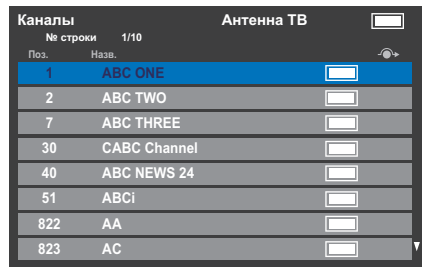 Каналы Антенна ТВ
№ строки 1/10
Поз. Назв.
1 ABC ONE
2 ABC TWO
7 ABC THREE
30 CABC Channel
40 ABC NEWS 24
51 ABCi
822 AA
823 AC